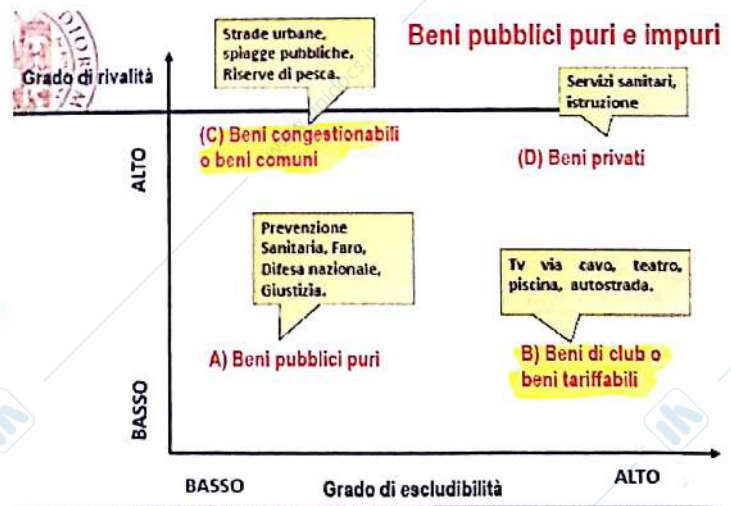 Beni pubblici puri e impuri
Strade urbane,
spiagge pubbliche,
Riserve di pesca.
Grado di rivalità
Servizi sanitari,
istruzione
(C) Beni congestionabili
o beni comuni
(D) Beni privati
ALTO
Prevenzione
Sanitaria, Faro,
Difesa nazionale,
Giustizia.
Tv via cavo, teatro,
piscina, autostrada.
A) Beni pubblici puri
B) Beni di club o
beni tariffabili
BASSO
BASSO
Grado di escludibilità
ALTO